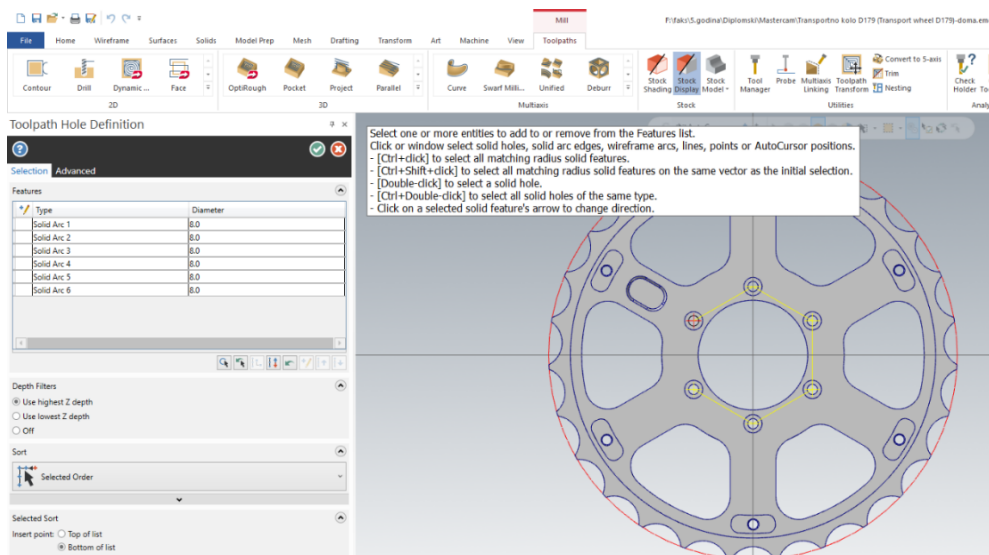 Mill
F:\faks\5.godina\Diplomski\Mastercam\Transportno kolo D179 (Transport wheel D179)-doma.em
File Home Wireframe Surfaces Solids Model Prep Mesh Drafting Transform Art Machine View Toolpaths
Contour Drill Dynamic ... Face OptiRough Pocket Project Parallel Curve Swarf Milli... Unified Deburr Stock Shading Stock Display Stock Model Tool Manager Probe Multiaxis Linking Toolpath Transform Convert to 5-axis Check Holder To
Trim
Nesting
2D 3D Multiaxis Stock Utilities Analy
Toolpath Hole Definition
Selection Advanced
Features
Type Diameter
Solid Arc 1 8.0
Solid Arc 2 8.0
Solid Arc 3 8.0
Solid Arc 4 8.0
Solid Arc 5 8.0
Solid Arc 6 8.0
Depth Filters
Use highest Z depth
Use lowest Z depth
Off
Sort
Selected Order
Selected Sort
Insert point: Top of list
Bottom of list
Select one or more entities to add to or remove from the Features list.
Click or window select solid holes, solid arc edges, wireframe arcs, lines, points or AutoCursor positions.
- [Ctrl+click] to select all matching radius solid features.
- [Ctrl+Shift+click] to select all matching radius solid features on the same vector as the initial selection.
- [Double-click] to select a solid hole.
- [Ctrl+Double-click] to select all solid holes of the same type.
- Click on a selected solid feature's arrow to change direction.